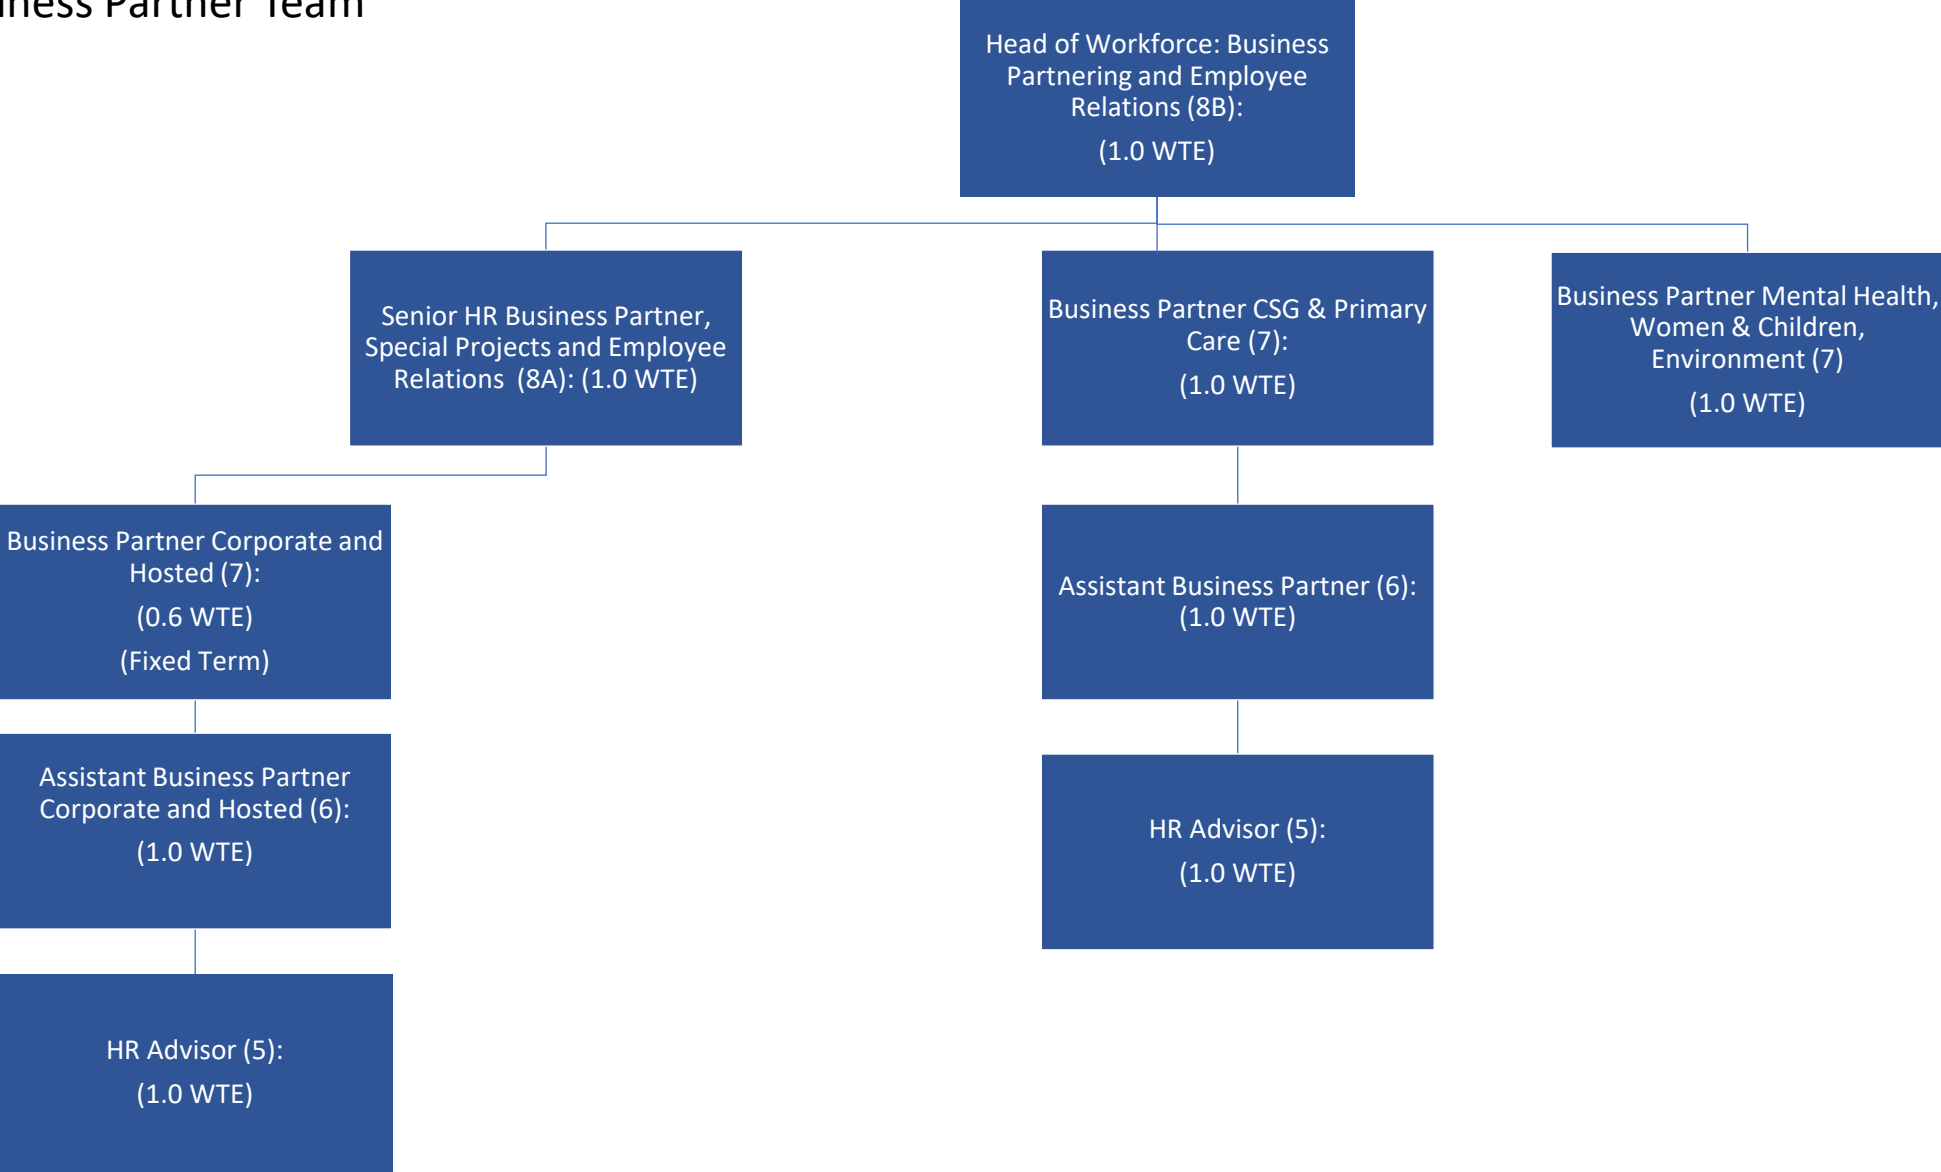 iness Partner Team
Head of Workforce: Business
Partnering and Employee
Relations (8B):
(1.0 WTE)
Senior HR Business Partner,
Special Projects and Employee
Relations (8A): (1.0 WTE)
Business Partner CSG & Primary
Care (7):
(1.0 WTE)
Business Partner Mental Health,
Women & Children,
Environment (7)
(1.0 WTE)
Business Partner Corporate and
Hosted (7):
(0.6 WTE)
(Fixed Term)
Assistant Business Partner (6):
(1.0 WTE)
Assistant Business Partner
Corporate and Hosted (6):
(1.0 WTE)
HR Advisor (5):
(1.0 WTE)
HR Advisor (5):
(1.0 WTE)